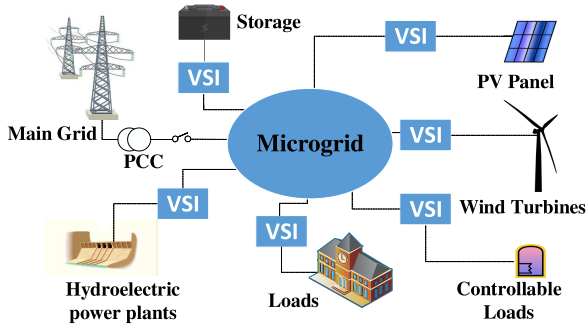 Storage
VSI
VSI
PV Panel
Main Grid
PCC
Microgrid
VSI
Wind Turbines
VSI
Hydroelectric
power plants
VSI
Loads
VSI
Controllable
Loads